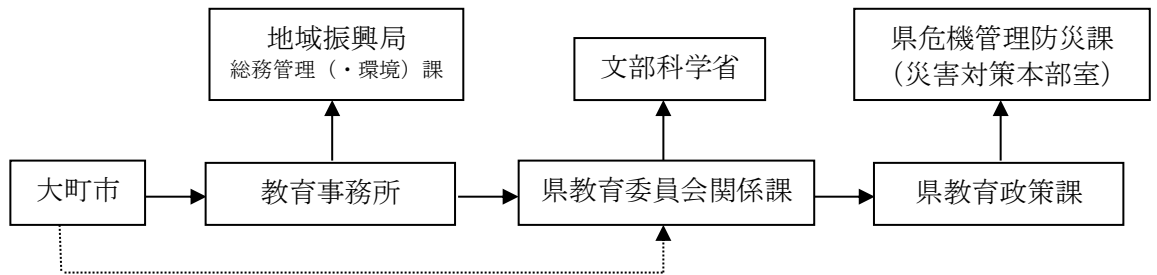 地域振興局
総務管理（・環境）課
文部科学省
県危機管理防災課
（災害対策本部室）
大町市
教育事務所
県教育委員会関係課
県教育政策課